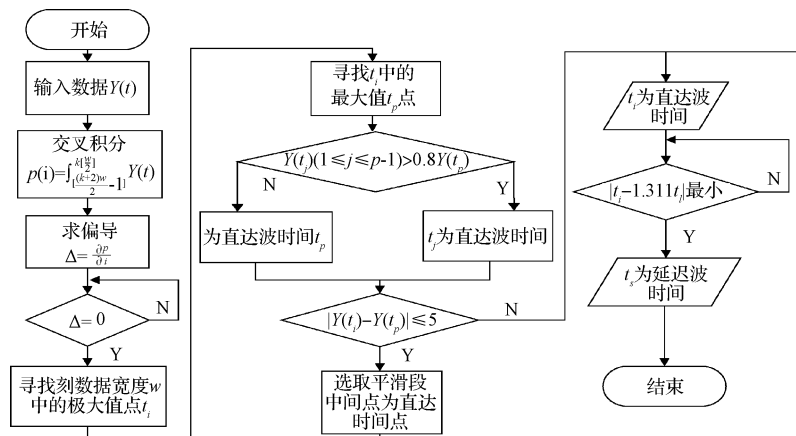 开始
输入数据Y(t)
交叉积分
p(i)=∫_{[(k+2)w/2-1]}^{k[w/2]} Y(t)
求偏导
Δ=∂p/∂i
Δ=0
N
Y
寻找刻数据宽度w
中的极大值点t_i
寻找t_i中的
最大值t_p点
Y(t_j)(1≤j≤p-1)>0.8Y(t_p)
N
Y
为直达波时间t_p
t_j为直达波时间
|Y(t_i)-Y(t_p)|≤5
N
Y
选取平滑段
中间点为直达
时间点
t_i为直达波
时间
|t_i-1.311t_l|最小
N
Y
t_s为延迟波
时间
结束